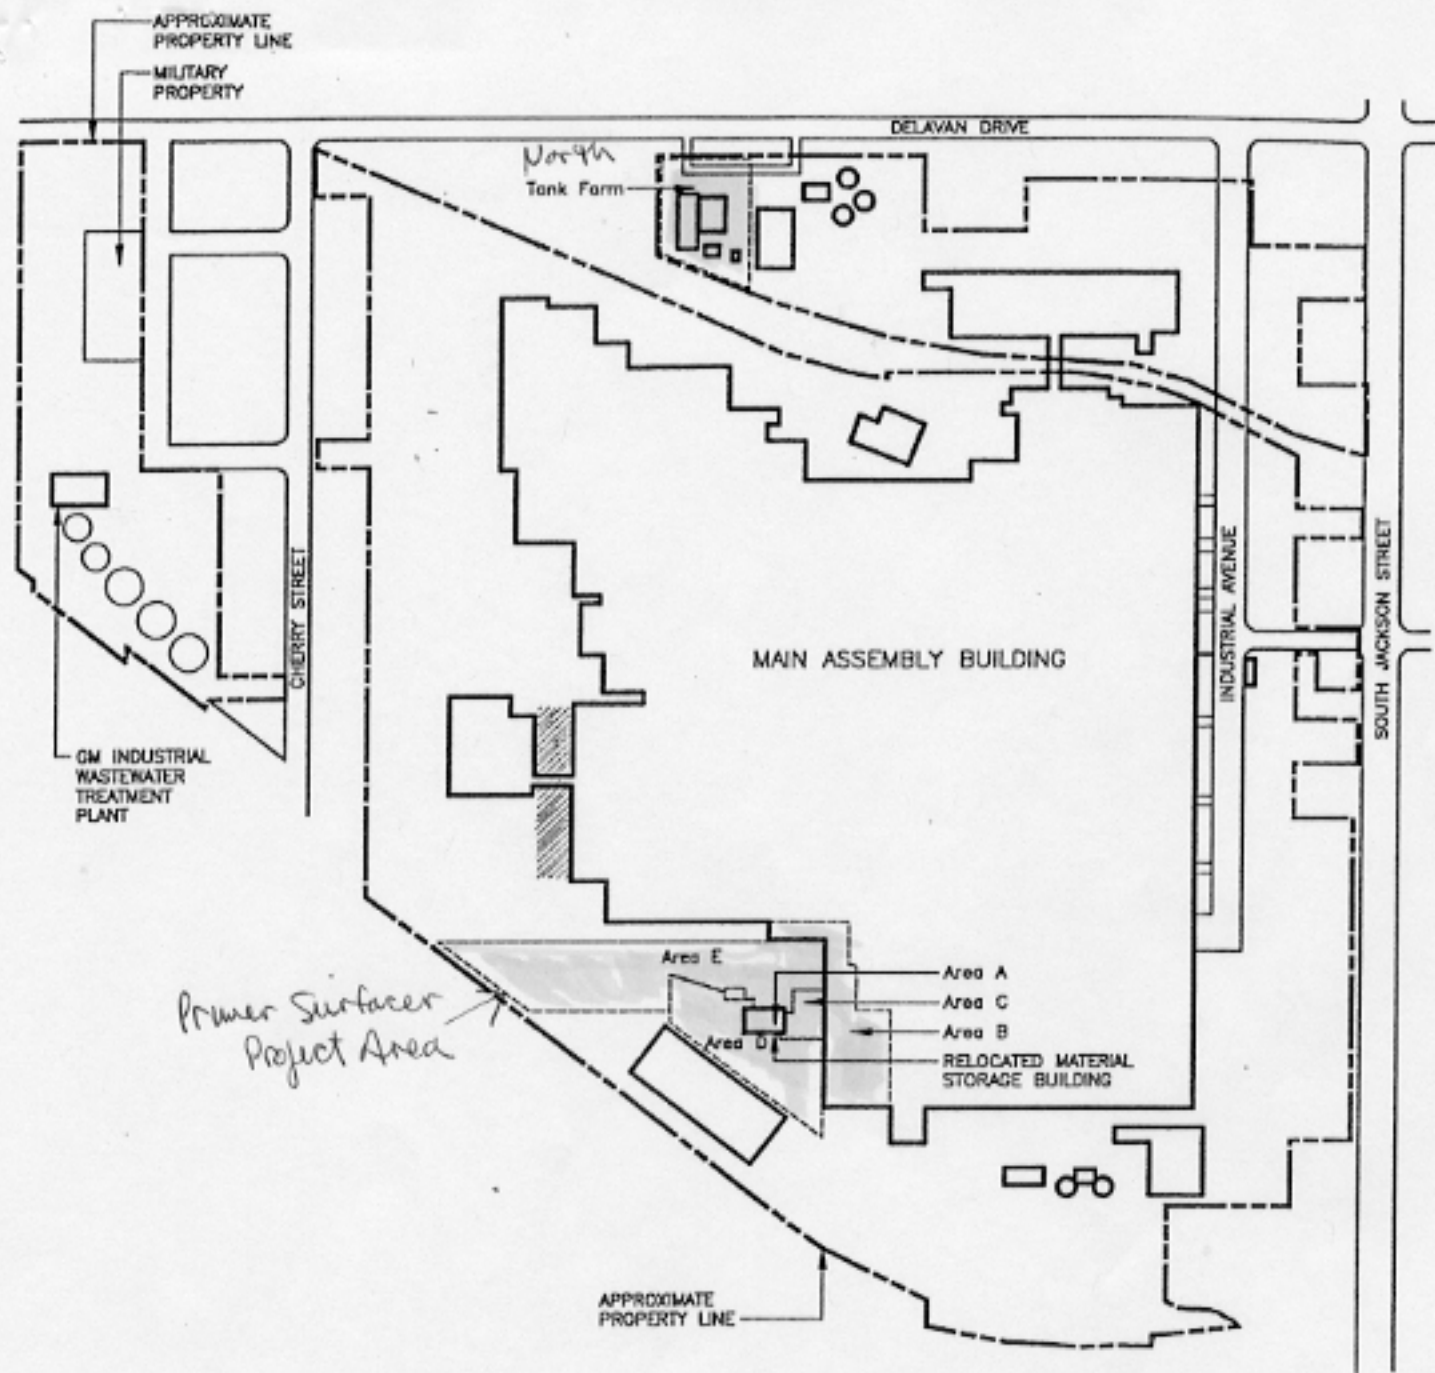 APPROXIMATE
PROPERTY LINE
MILITARY
PROPERTY
DELAVAN DRIVE
North
Tank Farm
CHERRY STREET
INDUSTRIAL AVENUE
SOUTH JACKSON STREET
MAIN ASSEMBLY BUILDING
GM INDUSTRIAL
WASTEWATER
TREATMENT
PLANT
Area E
Area A
Area C
Area B
Area D
RELOCATED MATERIAL
STORAGE BUILDING
Primer Surfacer
Project Area
APPROXIMATE
PROPERTY LINE